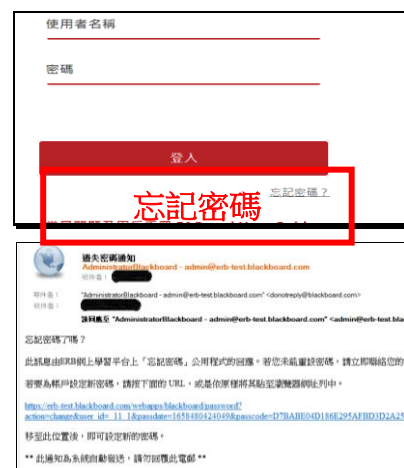 使用者名稱
密碼
登入
忘記密碼？
忘記密碼
遺失密碼通知
AdministratorBlackboard - admin@erb-test.blackboard.com
收件者：
寄件者： "AdministratorBlackboard - admin@erb-test.blackboard.com" <donotreply@blackboard.com>
收件者：
請回應至 "AdministratorBlackboard - admin@erb-test.blackboard.com" <admin@erb-test.bla
忘記密碼了嗎？
此訊息由ERB網上學習平台上「忘記密碼」公用程式的回應。若您未能重設密碼，請立即聯絡您的
若要為帳戶設定新密碼，請按下面的 URL，或是依原樣將其貼至瀏覽器網址列中。
https://erb-test.blackboard.com/webapps/blackboard/password?
action=change&user_id=_11_1&passdate=1658480424049&passcode=D7BABE04D186E295AFBD3D2A25
移至此位置後，即可設定新的密碼。
** 此通知為系統自動發送，請勿回覆此電郵 **